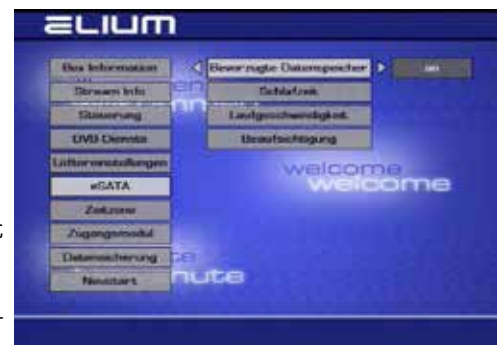 ELIUM
Box Information
Bevorzugte Datenspeicher
an
Stream Info
Schlafzeit
Steuerung
Laufgeschwindigkeit
DVB-Dienste
Beaufsichtigung
Lüftereinstellungen
welcome
welcome
eSATA
Zeitzone
Zugangsmodul
Datensicherung
Neustart